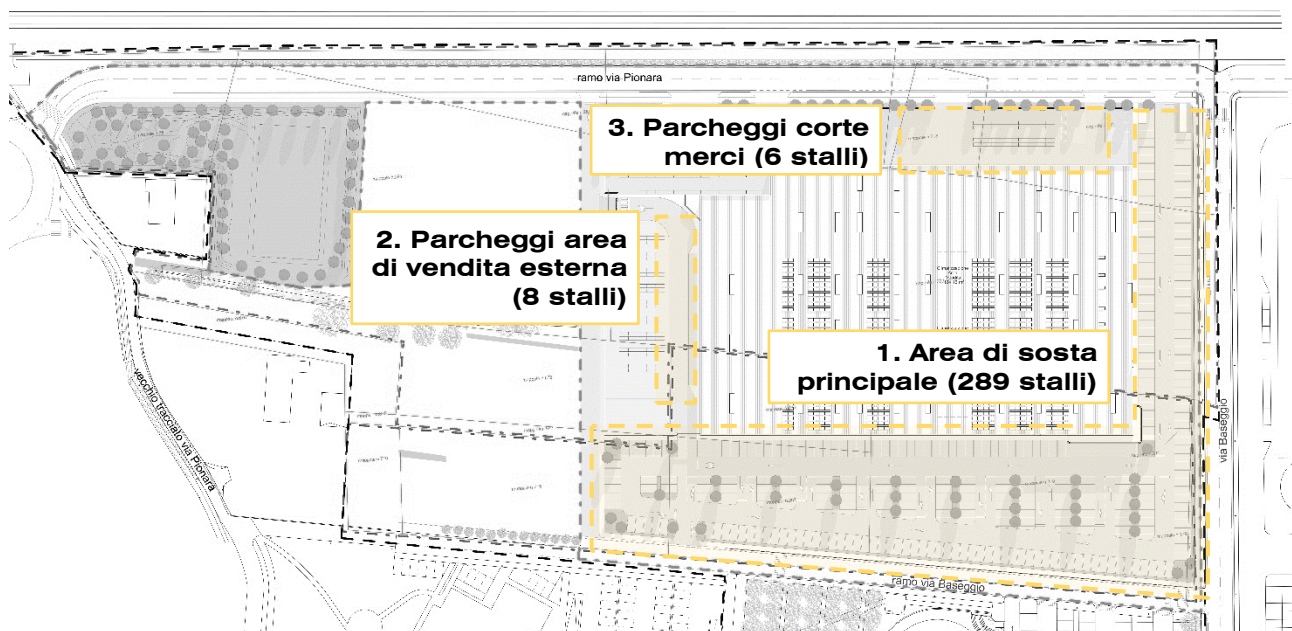 ramo via Pionara
3. Parcheggi corte
merci (6 stalli)
2. Parcheggi area
di vendita esterna
(8 stalli)
1. Area di sosta
principale (289 stalli)
via Baseggio
vecchio tracciato via Pionara
ramo via Baseggio